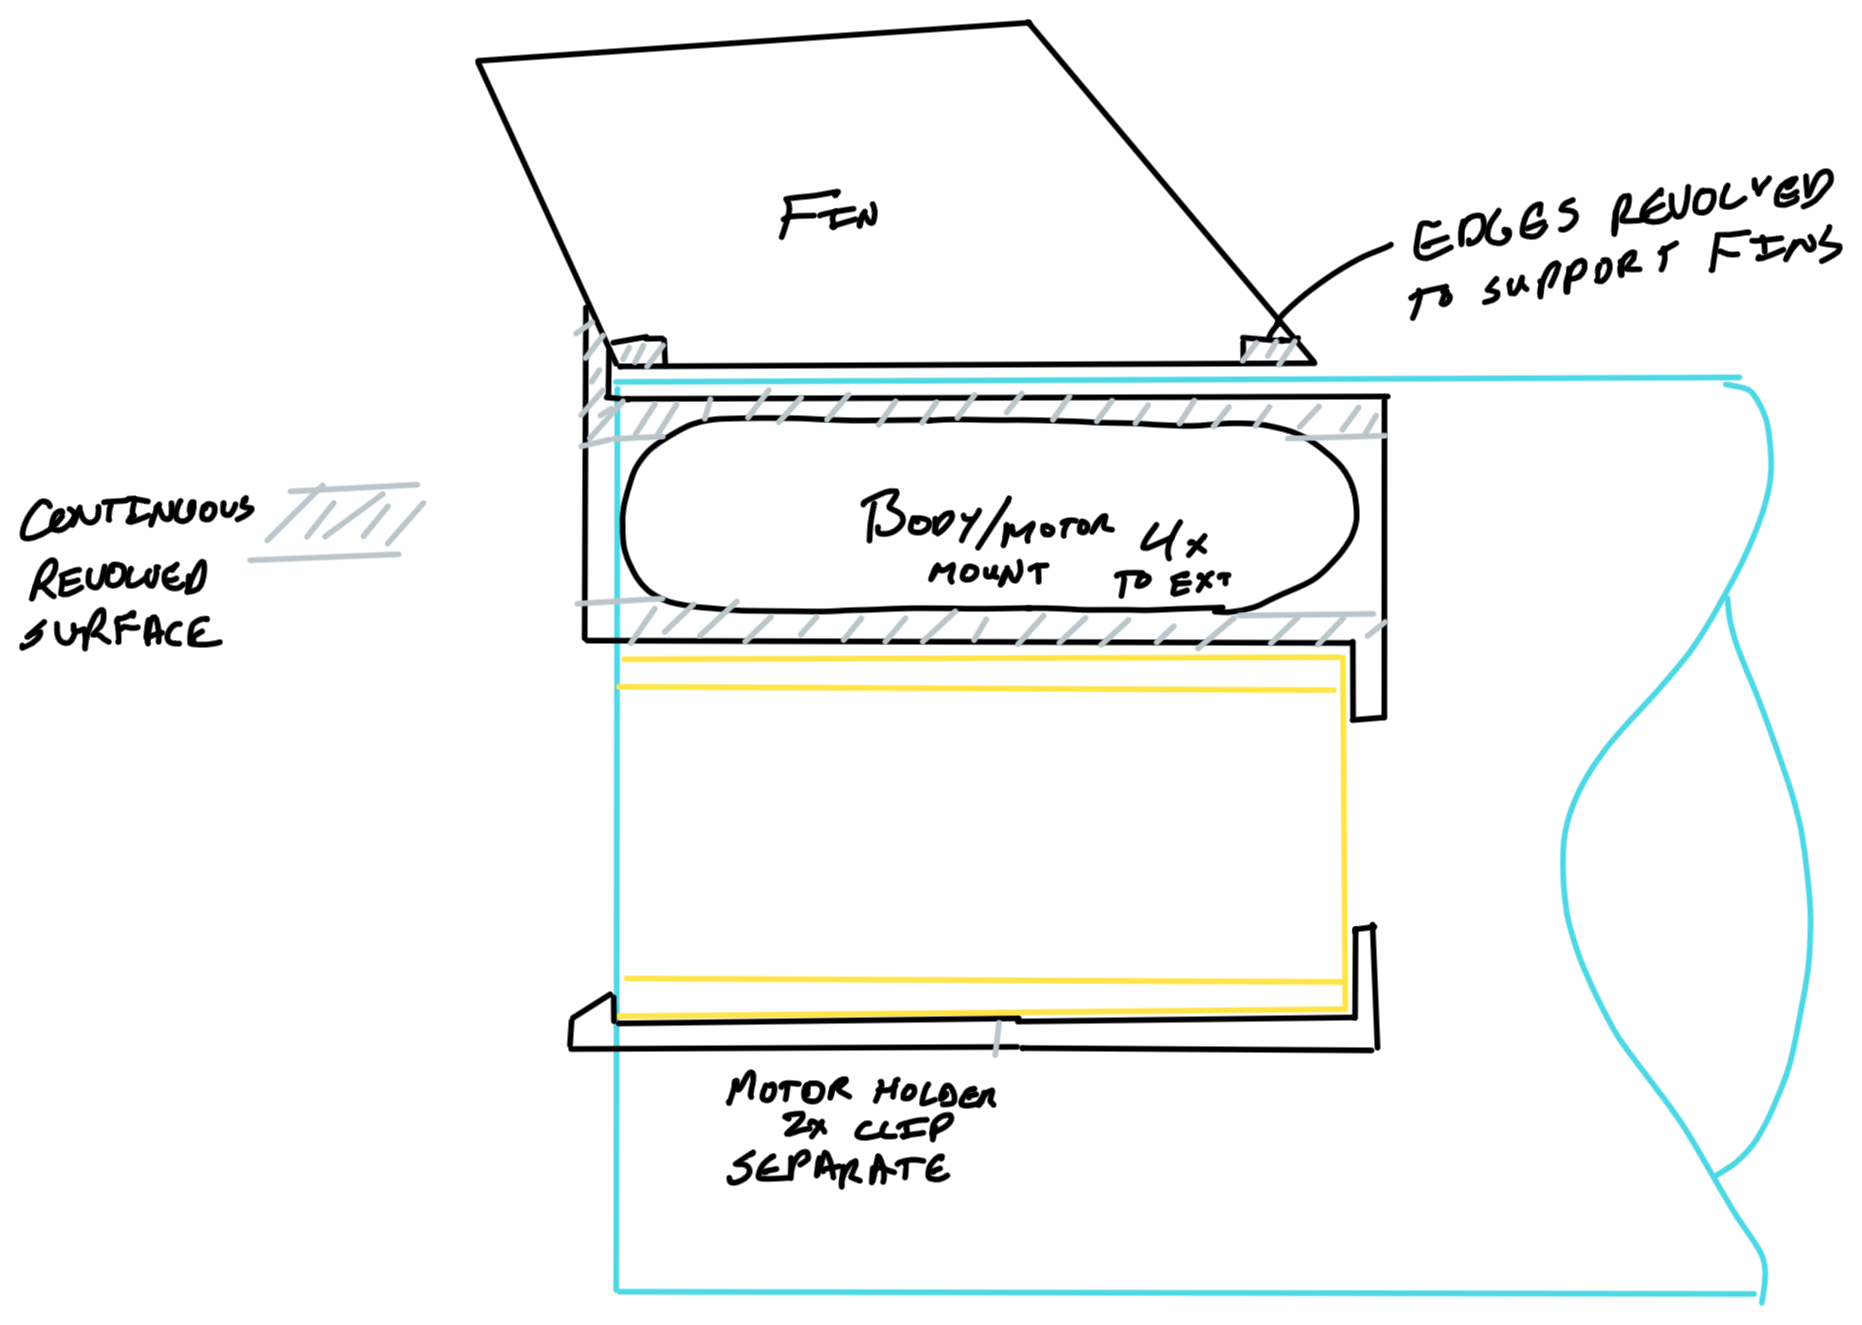 FIN
EDGES REVOLVED
TO SUPPORT FINS
CONTINUOUS
REVOLVED
SURFACE
BODY/MOTOR
MOUNT
4x
TO EXT
MOTOR HOLDER
2x CLIP
SEPARATE